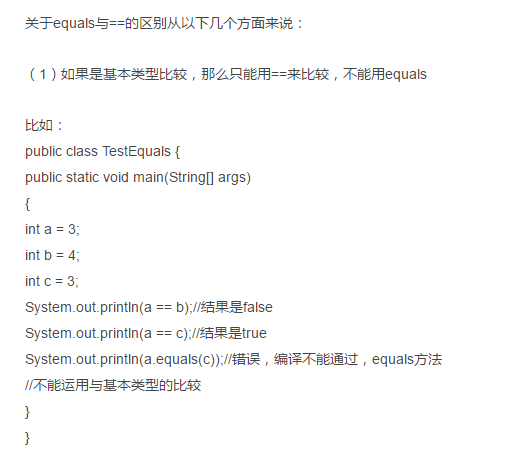 关于equals与==的区别从以下几个方面来说：
（1）如果是基本类型比较，那么只能用==来比较，不能用equals
比如：
public class TestEquals {
public static void main(String[] args)
{
int a = 3;
int b = 4;
int c = 3;
System.out.println(a == b);//结果是false
System.out.println(a == c);//结果是true
System.out.println(a.equals(c));//错误，编译不能通过，equals方法
//不能运用与基本类型的比较
}
}